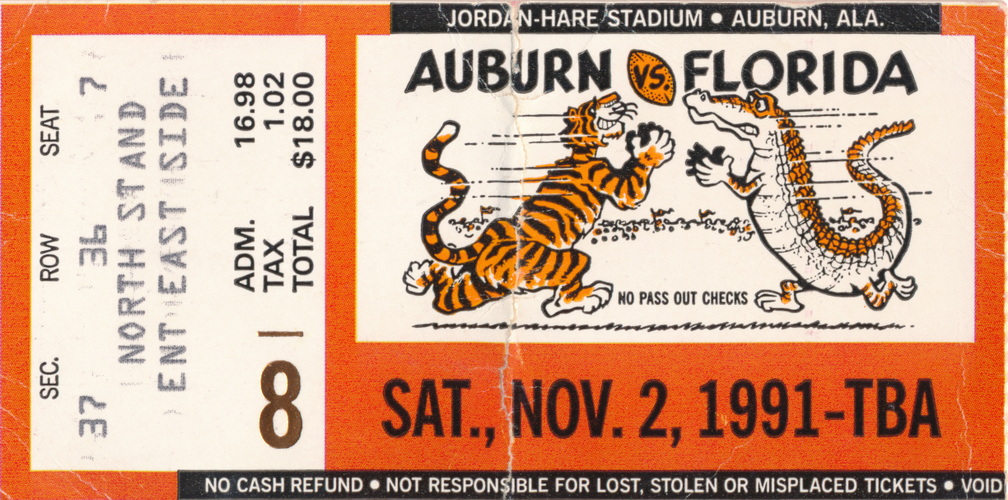 JORDAN-HARE STADIUM • AUBURN, ALA.
AUBURN VS FLORIDA
NO PASS OUT CHECKS
SAT., NOV. 2, 1991-TBA
NO CASH REFUND • NOT RESPONSIBLE FOR LOST, STOLEN OR MISPLACED TICKETS • VOID
SEC. ROW SEAT
37 36 7
NORTH STAND
ENT EAST SIDE
ADM. 16.98
TAX 1.02
TOTAL $18.00
8